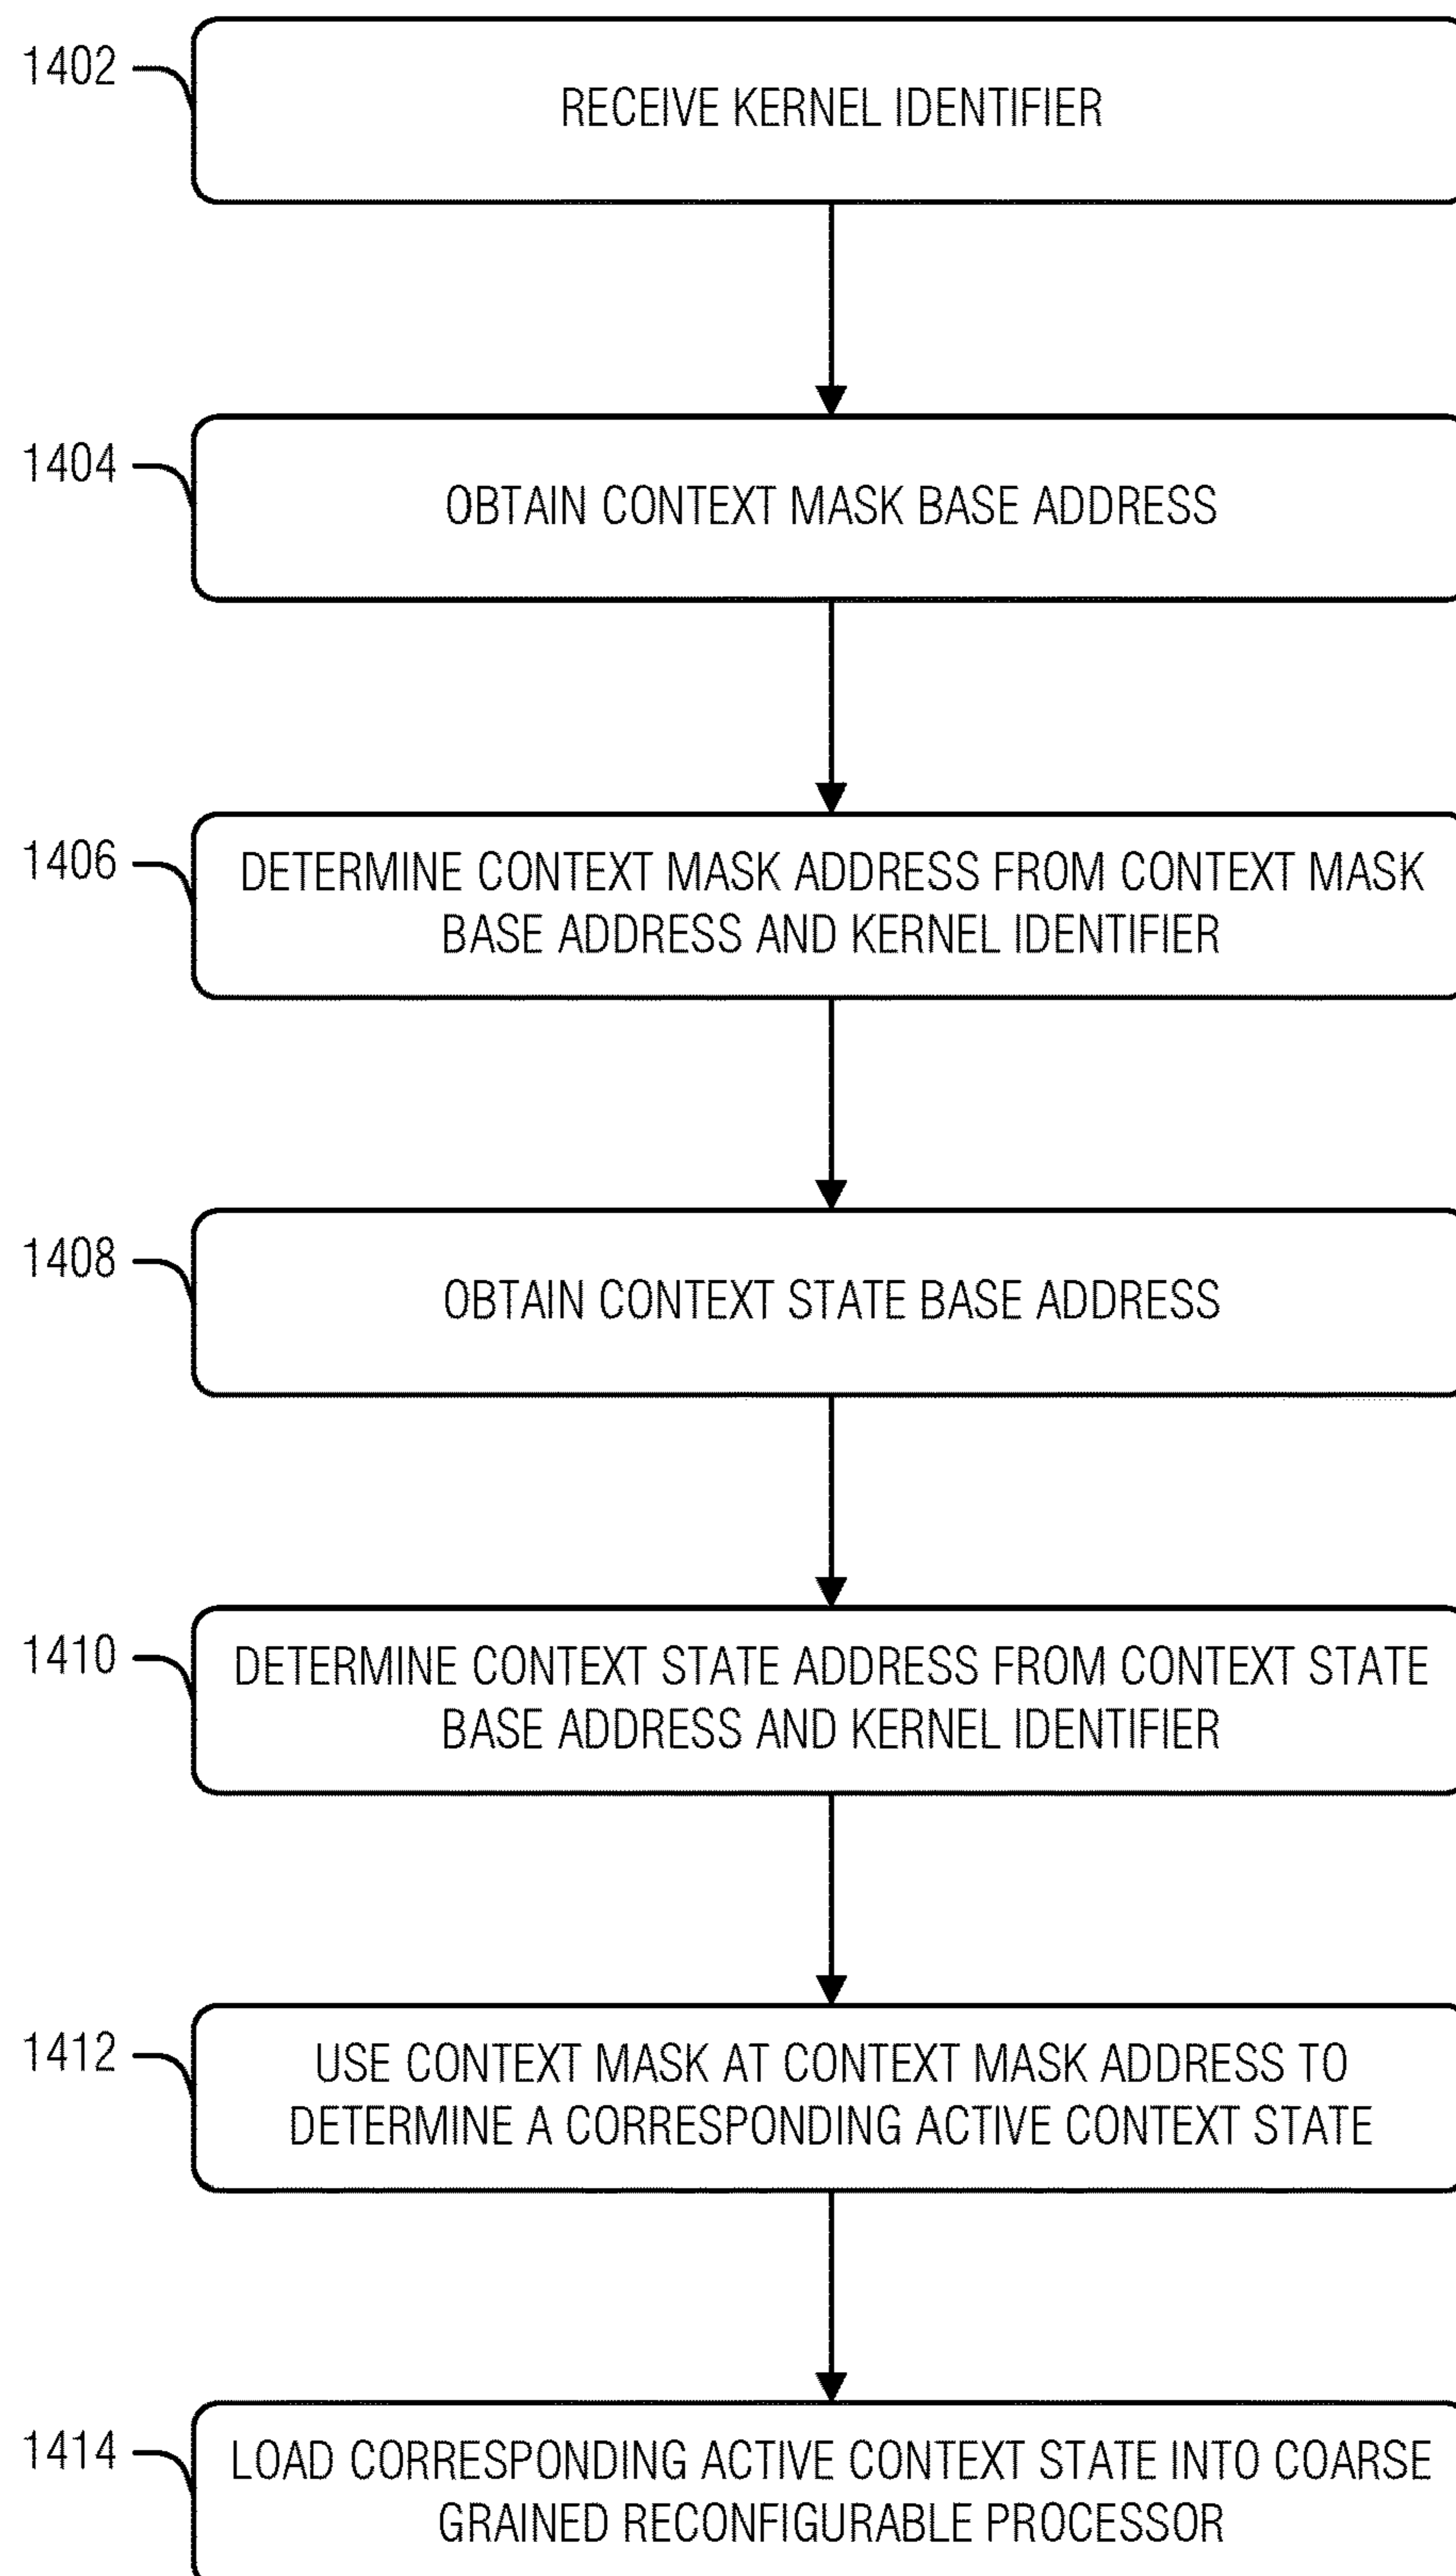 1402
RECEIVE KERNEL IDENTIFIER
1404
OBTAIN CONTEXT MASK BASE ADDRESS
1406
DETERMINE CONTEXT MASK ADDRESS FROM CONTEXT MASK
BASE ADDRESS AND KERNEL IDENTIFIER
1408
OBTAIN CONTEXT STATE BASE ADDRESS
1410
DETERMINE CONTEXT STATE ADDRESS FROM CONTEXT STATE
BASE ADDRESS AND KERNEL IDENTIFIER
1412
USE CONTEXT MASK AT CONTEXT MASK ADDRESS TO
DETERMINE A CORRESPONDING ACTIVE CONTEXT STATE
1414
LOAD CORRESPONDING ACTIVE CONTEXT STATE INTO COARSE
GRAINED RECONFIGURABLE PROCESSOR